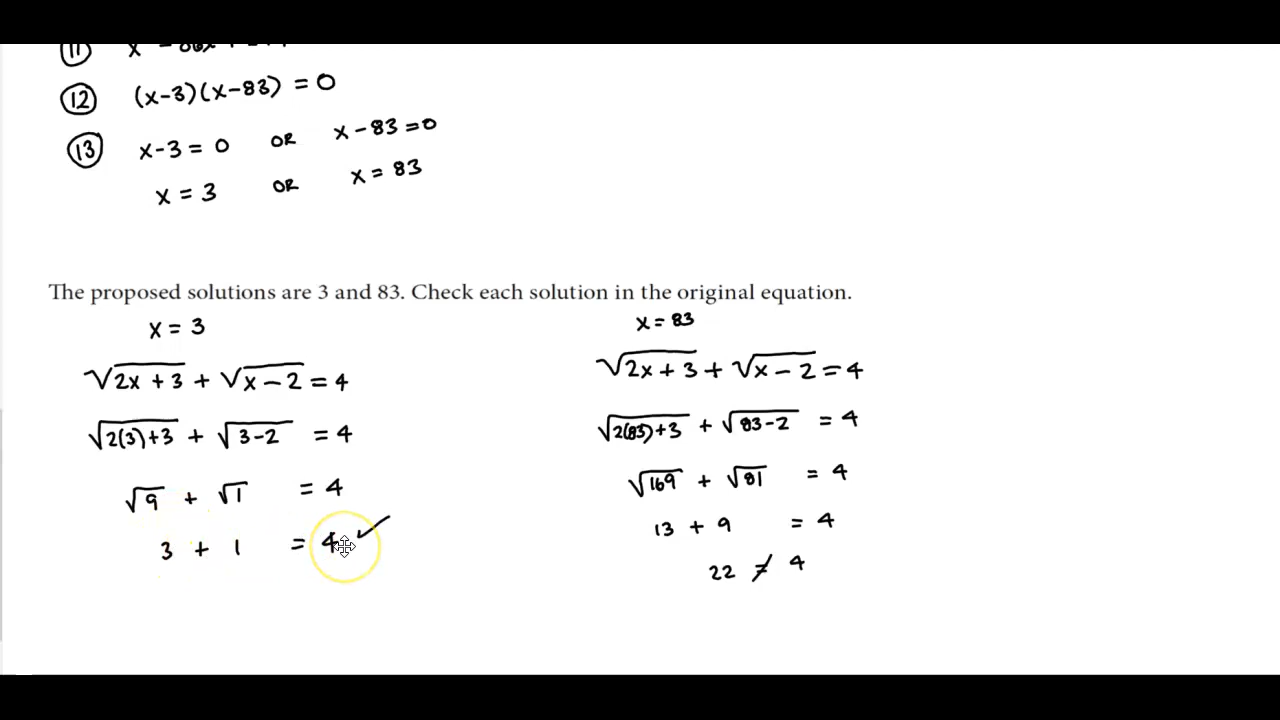 11
12 (x-3)(x-83) = 0
13 x-3 = 0 OR x-83=0
x = 3 OR x = 83
The proposed solutions are 3 and 83. Check each solution in the original equation.
x = 3
√(2x+3) + √(x-2) = 4
√(2(3)+3) + √(3-2) = 4
√9 + √1 = 4
3 + 1 = 4 ✓
x = 83
√(2x+3) + √(x-2) = 4
√(2(83)+3) + √(83-2) = 4
√169 + √81 = 4
13 + 9 = 4
22 ≠ 4